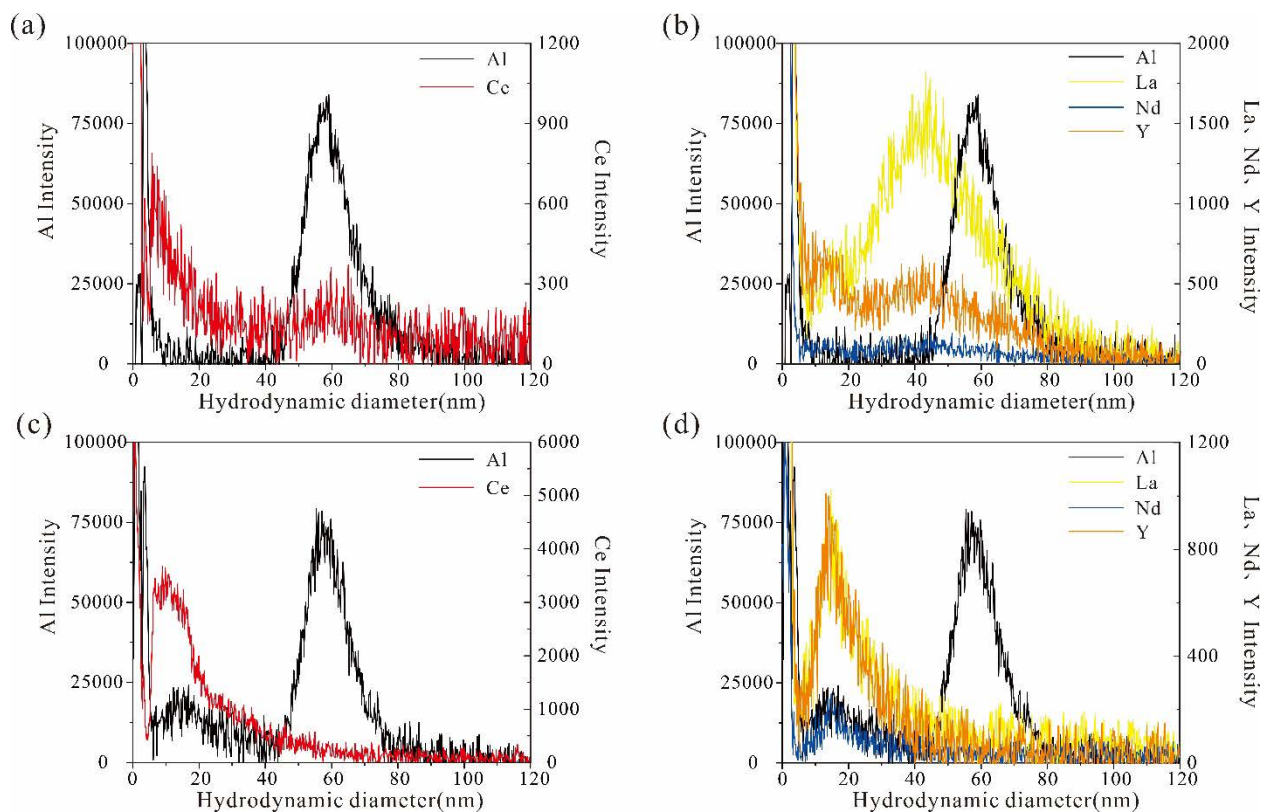 (a)
100000
75000
50000
25000
0
Al Intensity
Al
Ce
1200
900
600
300
0
Ce Intensity
0 20 40 60 80 100 120
Hydrodynamic diameter(nm)
(b)
100000
75000
50000
25000
0
Al Intensity
Al
La
Nd
Y
2000
1500
1000
500
0
La、Nd、Y Intensity
0 20 40 60 80 100 120
Hydrodynamic diameter(nm)
(c)
100000
75000
50000
25000
0
Al Intensity
Al
Ce
6000
5000
4000
3000
2000
1000
0
Ce Intensity
0 20 40 60 80 100 120
Hydrodynamic diameter(nm)
(d)
100000
75000
50000
25000
0
Al Intensity
Al
La
Nd
Y
1200
800
400
0
La、Nd、Y Intensity
0 20 40 60 80 100 120
Hydrodynamic diameter(nm)